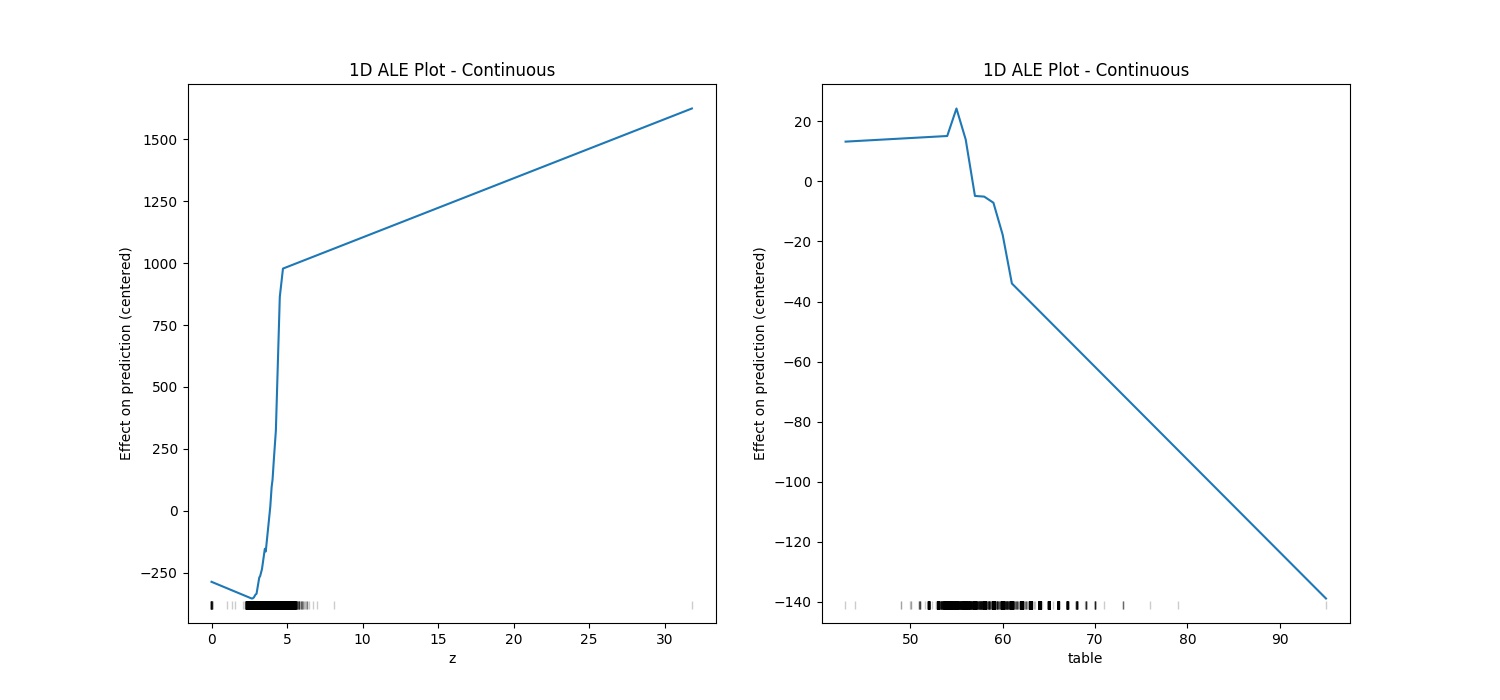 1D ALE Plot - Continuous
Effect on prediction (centered)
1500
1250
1000
750
500
250
0
−250
0 5 10 15 20 25 30
z
1D ALE Plot - Continuous
Effect on prediction (centered)
20
0
−20
−40
−60
−80
−100
−120
−140
50 60 70 80 90
table